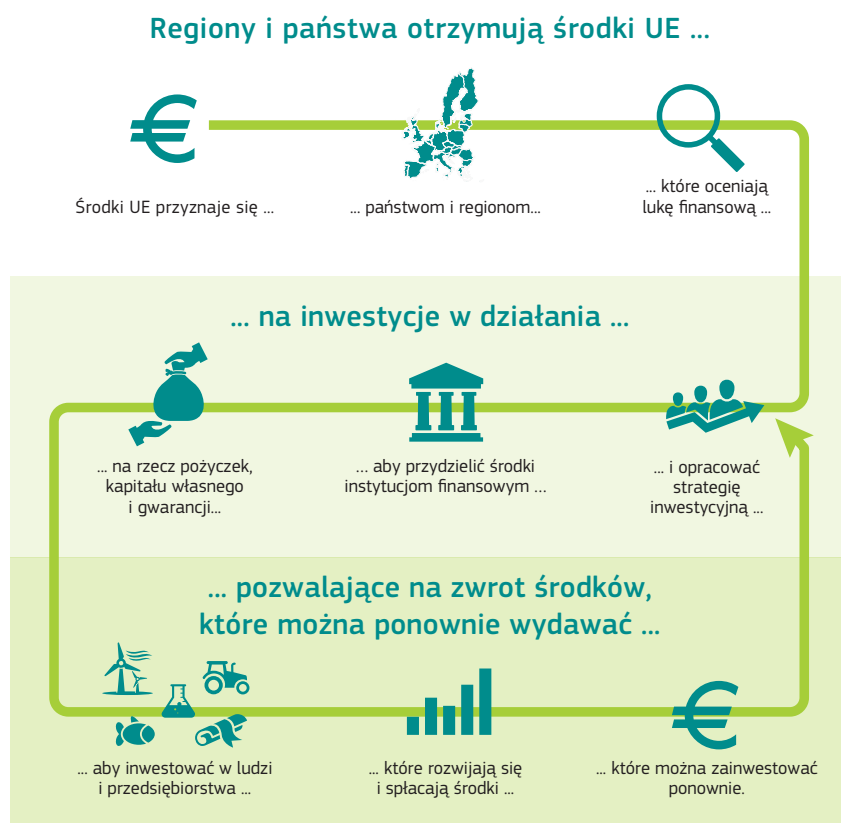 Regiony i państwa otrzymują środki UE ...
Środki UE przyznaje się ...
... państwom i regionom...
... które oceniają
lukę finansową ...
... na inwestycje w działania ...
... na rzecz pożyczek,
kapitału własnego
i gwarancji...
... aby przydzielić środki
instytucjom finansowym ...
... i opracować
strategię
inwestycyjną ...
... pozwalające na zwrot środków,
które można ponownie wydawać ...
... aby inwestować w ludzi
i przedsiębiorstwa ...
... które rozwijają się
i spłacają środki ...
... które można zainwestować
ponownie.